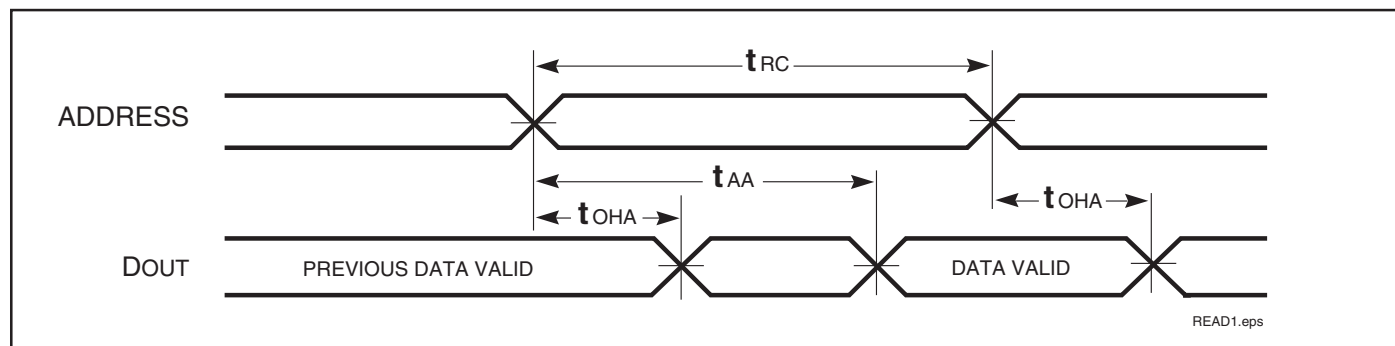 tRC
ADDRESS
tAA
tOHA
tOHA
DOUT
PREVIOUS DATA VALID
DATA VALID
READ1.eps